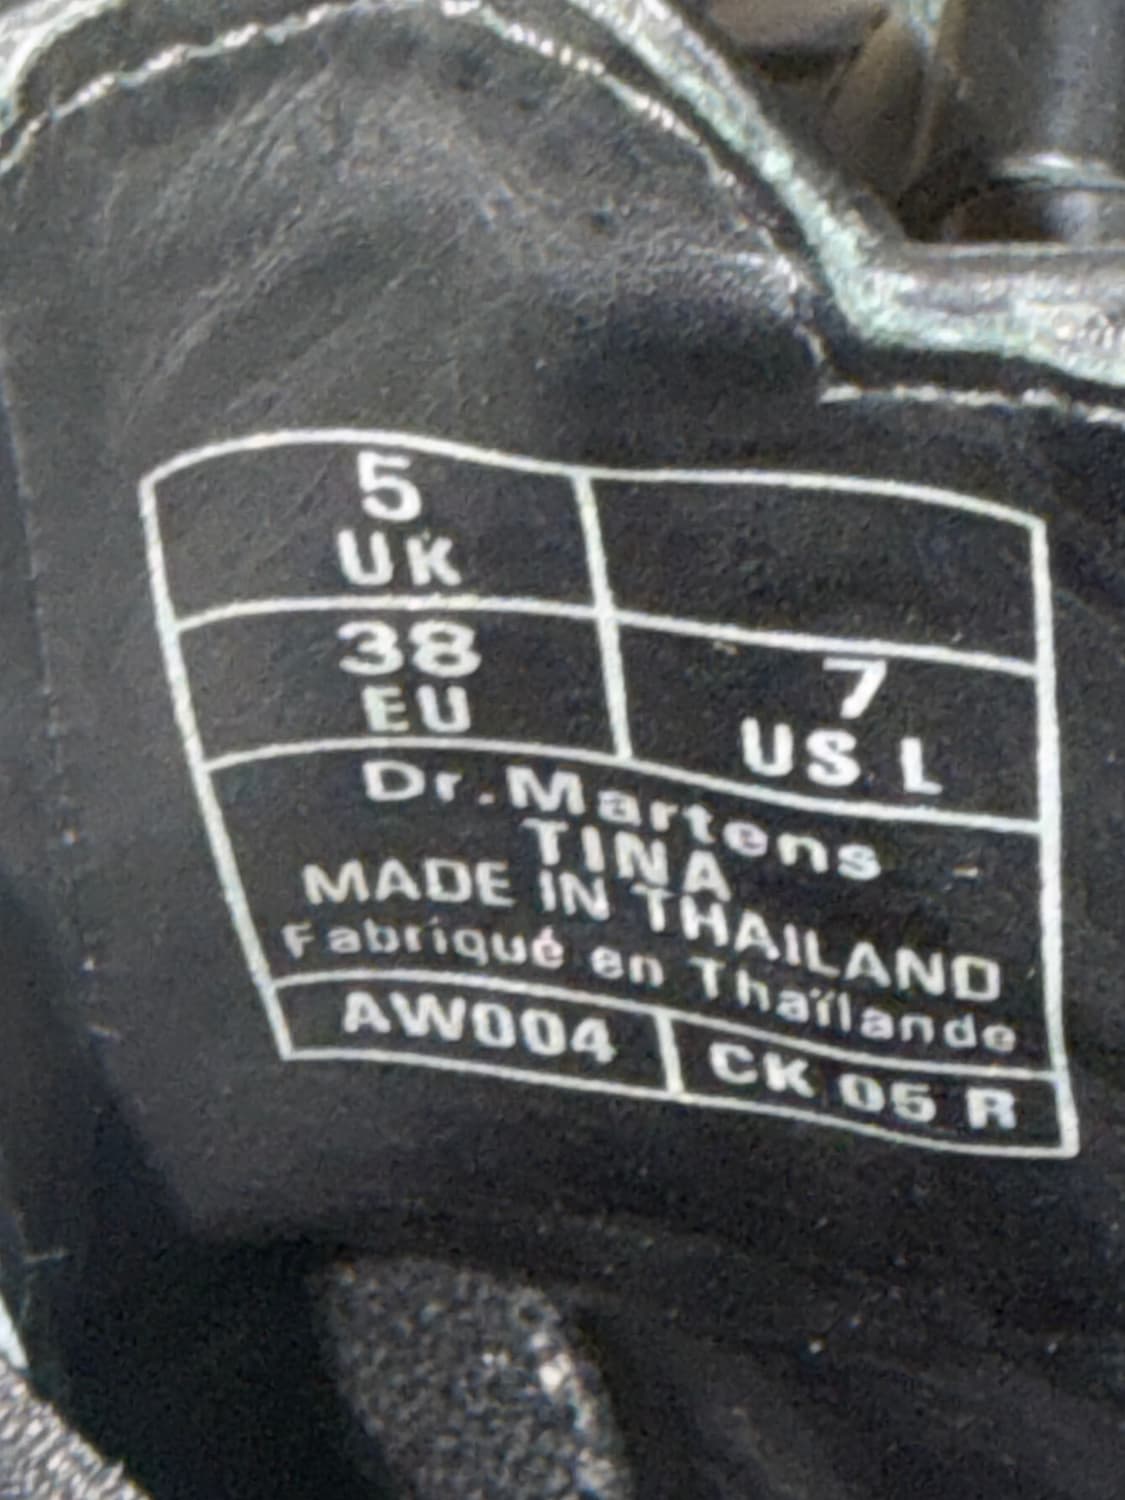 5
UK
38
EU
7
US L
Dr.Martens
TINA
MADE IN THAILAND
Fabriqué en Thaïlande
AW004
CK 05 R